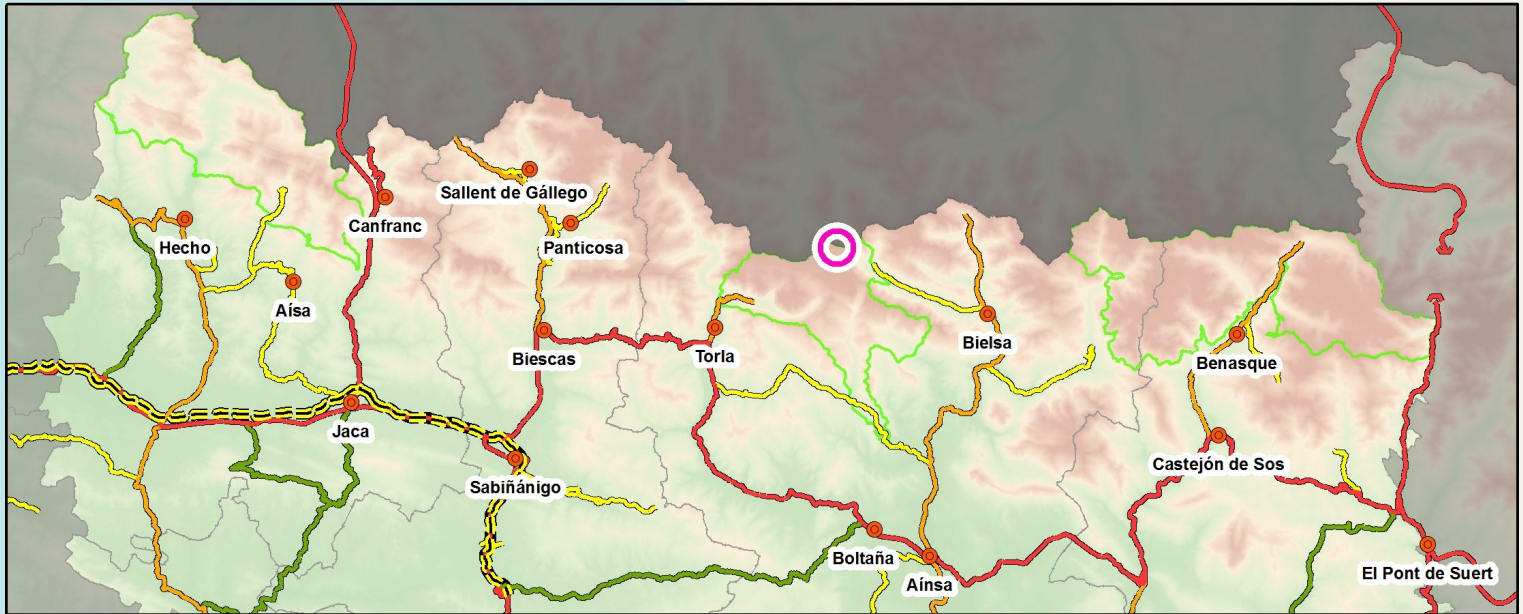 Sallent de Gállego
Canfranc
Hecho
Panticosa
Aísa
Bielsa
Biescas
Torla
Benasque
Jaca
Castejón de Sos
Sabiñánigo
Boltaña
El Pont de Suert
Aínsa